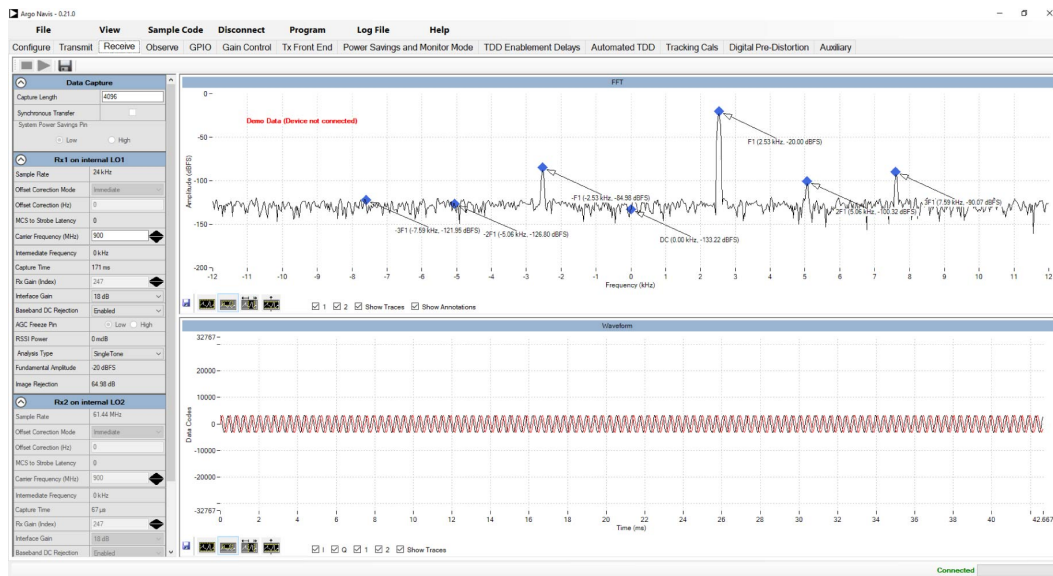 Argo Navis - 0.21.0
File View Sample Code Disconnect Program Log File Help
Configure Transmit Receive Observe GPIO Gain Control Tx Front End Power Savings and Monitor Mode TDD Enablement Delays Automated TDD Tracking Cals Digital Pre-Distortion Auxiliary
Data Capture
Capture Length 4096
Synchronous Transfer
System Power Savings Pin
Low High
Rx1 on internal LO1
Sample Rate 24 kHz
Offset Correction Mode Immediate
Offset Correction (Hz) 0
MCS to Strobe Latency 0
Carrier Frequency (MHz) 900
Intermediate Frequency 0 kHz
Capture Time 171 ms
Rx Gain (Index) 247
Interface Gain 18 dB
Baseband DC Rejection Enabled
AGC Freeze Pin Low High
RSSI Power 0 mdB
Analysis Type SingleTone
Fundamental Amplitude -20 dBFS
Image Rejection 64.98 dB
Rx2 on internal LO2
Sample Rate 61.44 MHz
Offset Correction Mode Immediate
Offset Correction (Hz) 0
MCS to Strobe Latency 0
Carrier Frequency (MHz) 900
Intermediate Frequency 0 kHz
Capture Time 67 µs
Rx Gain (Index) 247
Interface Gain 18 dB
Baseband DC Rejection Enabled
FFT
Amplitude (dBFS)
0
-50
-100
-150
-200
Demo Data (Device not connected)
F1 (2.53 kHz, -20.00 dBFS)
-F1 (-2.53 kHz, -84.98 dBFS)
2F1 (5.06 kHz, -100.32 dBFS)
3F1 (7.59 kHz, -90.07 dBFS)
-3F1 (-7.59 kHz, -121.95 dBFS)
-2F1 (-5.06 kHz, -126.80 dBFS)
DC (0.00 kHz, -133.22 dBFS)
-12 -11 -10 -9 -8 -7 -6 -5 -4 -3 -2 -1 0 1 2 3 4 5 6 7 8 9 10 11 12
Frequency (kHz)
1 2 Show Traces Show Annotations
Waveform
Data Codes
32767
20000
10000
0
-10000
-20000
-32767
0 2 4 6 8 10 12 14 16 18 20 22 24 26 28 30 32 34 36 38 40 42.667
Time (ms)
I Q 1 2 Show Traces
Connected